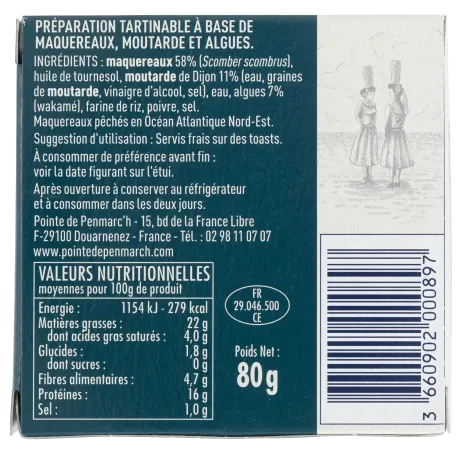 PRÉPARATION TARTINABLE À BASE DE
MAQUEREAUX, MOUTARDE ET ALGUES.
INGRÉDIENTS : maquereaux 58% (Scomber scombrus),
huile de tournesol, moutarde de Dijon 11% (eau, graines
de moutarde, vinaigre d'alcool, sel), eau, algues 7%
(wakamé), farine de riz, poivre, sel.
Maquereaux pêchés en Océan Atlantique Nord-Est.
Suggestion d'utilisation : Servis frais sur des toasts.
À consommer de préférence avant fin :
voir la date figurant sur l'étui.
Après ouverture à conserver au réfrigérateur
et à consommer dans les deux jours.
Pointe de Penmarc'h - 15, bd de la France Libre
F-29100 Douarnenez - France - Tél. : 02 98 11 07 07
www.pointedepenmarch.com
VALEURS NUTRITIONNELLES
moyennes pour 100g de produit
Energie : 1154 kJ - 279 kcal
Matières grasses : 22 g
dont acides gras saturés : 4,0 g
Glucides : 1,8 g
dont sucres : 0 g
Fibres alimentaires : 4,7 g
Protéines : 16 g
Sel : 1,0 g
FR
29.046.500
CE
Poids Net :
80g
3 660902 000897